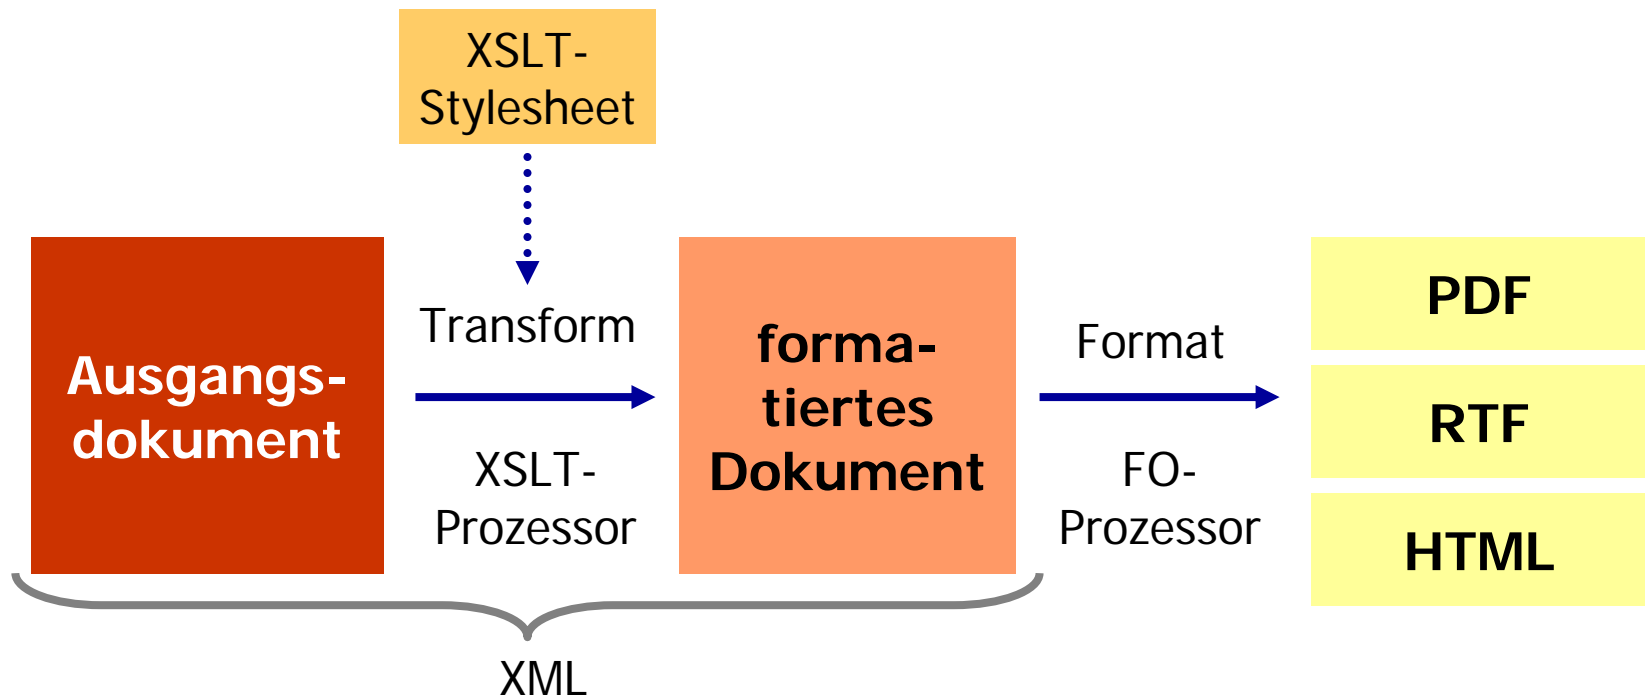 XSLT-
Stylesheet
Ausgangs-
dokument
Transform
XSLT-
Prozessor
forma-
tiertes
Dokument
Format
FO-
Prozessor
PDF
RTF
HTML
XML